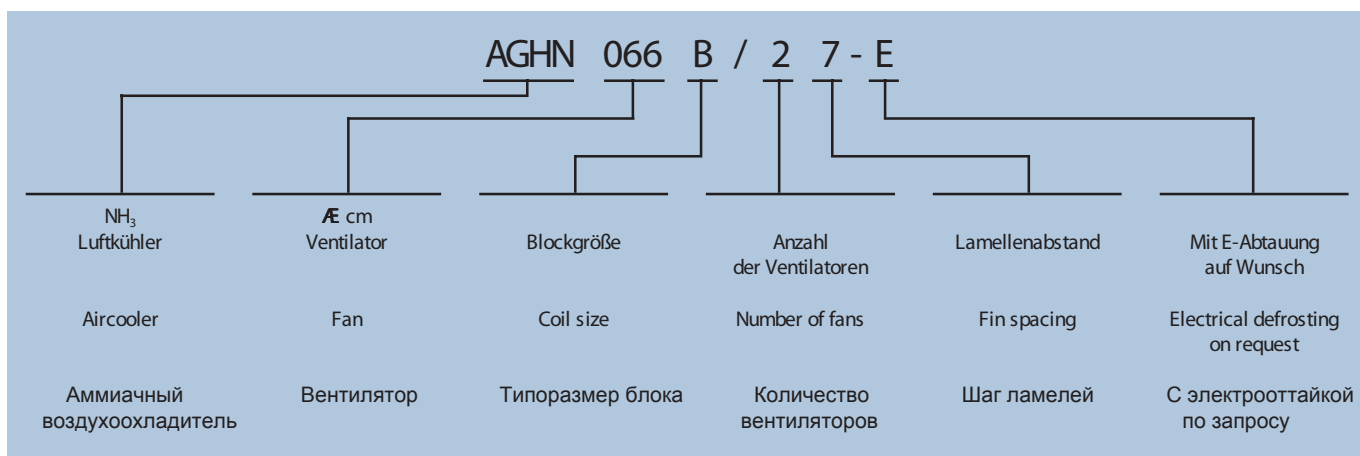 AGHN 066 B / 2 7 - E
NH₃
Luftkühler
Æ cm
Ventilator
Blockgröße
Anzahl
der Ventilatoren
Lamellenabstand
Mit E-Abtauung
auf Wunsch
Aircooler
Fan
Coil size
Number of fans
Fin spacing
Electrical defrosting
on request
Аммиачный
воздухоохладитель
Вентилятор
Типоразмер блока
Количество
вентиляторов
Шаг ламелей
С электрооттайкой
по запросу